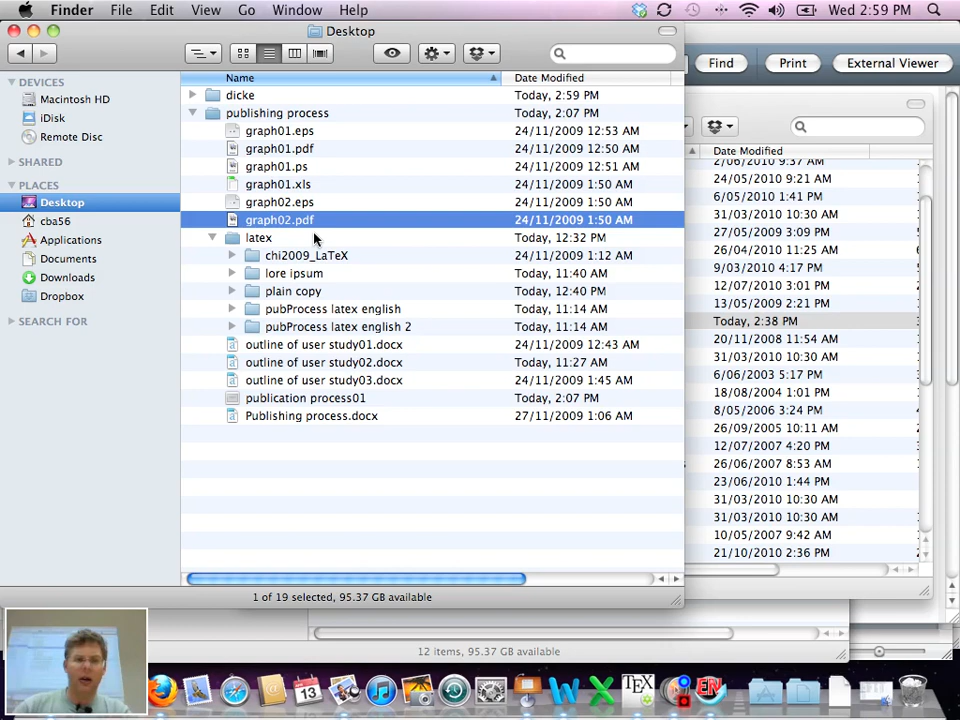 Finder File Edit View Go Window Help Wed 2:59 PM
Desktop
Find Print External Viewer
Name Date Modified
DEVICES
Macintosh HD
iDisk
Remote Disc
SHARED
PLACES
Desktop
cba56
Applications
Documents
Downloads
Dropbox
SEARCH FOR
dicke Today, 2:59 PM
publishing process Today, 2:07 PM
graph01.eps 24/11/2009 12:53 AM
graph01.pdf 24/11/2009 12:50 AM
graph01.ps 24/11/2009 12:51 AM
graph01.xls 24/11/2009 1:50 AM
graph02.eps 24/11/2009 1:50 AM
graph02.pdf 24/11/2009 1:50 AM
latex Today, 12:32 PM
chi2009_LaTeX 24/11/2009 1:12 AM
lore ipsum Today, 11:40 AM
plain copy Today, 12:40 PM
pubProcess latex english Today, 11:14 AM
pubProcess latex english 2 Today, 11:14 AM
outline of user study01.docx 24/11/2009 12:43 AM
outline of user study02.docx Today, 11:27 AM
outline of user study03.docx 24/11/2009 1:45 AM
publication process01 Today, 2:07 PM
Publishing process.docx 27/11/2009 1:06 AM
1 of 19 selected, 95.37 GB available
Date Modified
2/06/2010 9:37 AM
24/05/2010 9:21 AM
6/06/2010 1:41 PM
31/03/2010 10:30 AM
27/05/2009 3:09 PM
26/04/2010 11:25 AM
9/03/2010 4:17 PM
12/07/2010 3:01 PM
13/05/2009 2:21 PM
Today, 2:38 PM
20/11/2008 11:54 AM
31/03/2010 10:30 AM
6/06/2003 5:17 PM
18/08/2004 1:01 PM
8/05/2006 3:24 PM
26/09/2005 10:11 AM
12/07/2007 4:20 PM
26/06/2007 8:53 AM
23/06/2010 1:44 PM
31/03/2010 10:30 AM
31/03/2010 10:30 AM
10/05/2007 9:42 AM
21/10/2010 2:36 PM
12 items, 95.37 GB available
13
TEX
EN